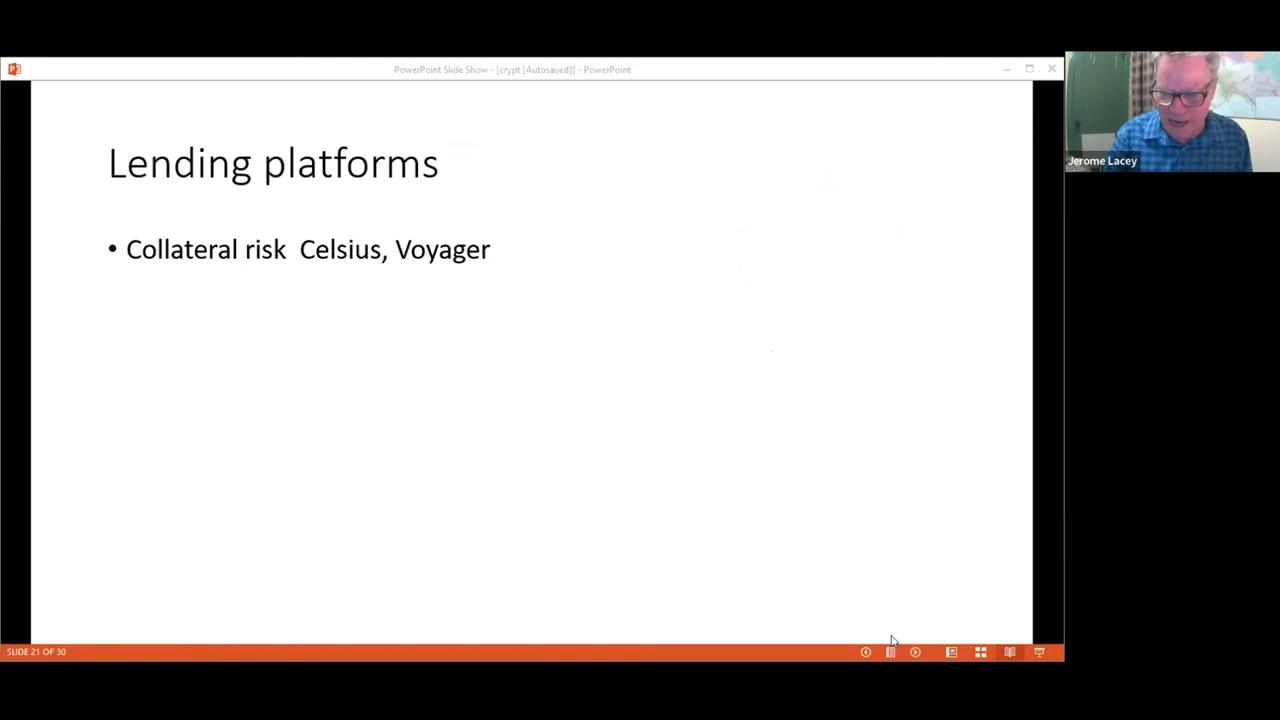 PowerPoint Slide Show - [crypt [Autosaved]] - PowerPoint
Jerome Lacey
Lending platforms
• Collateral risk  Celsius, Voyager
SLIDE 21 OF 30